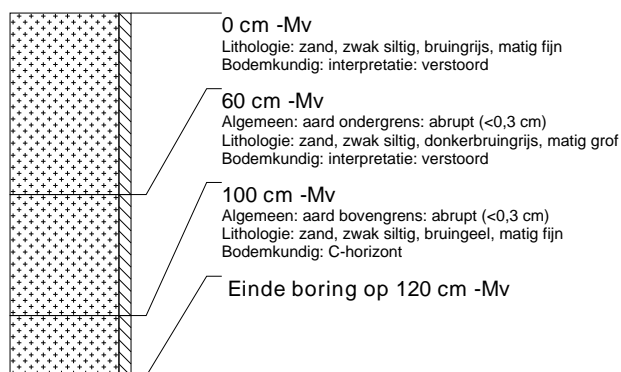 0 cm -Mv
Lithologie: zand, zwak siltig, bruingrijs, matig fijn
Bodemkundig: interpretatie: verstoord
60 cm -Mv
Algemeen: aard ondergrens: abrupt (<0,3 cm)
Lithologie: zand, zwak siltig, donkerbruingrijs, matig grof
Bodemkundig: interpretatie: verstoord
100 cm -Mv
Algemeen: aard bovengrens: abrupt (<0,3 cm)
Lithologie: zand, zwak siltig, bruingeel, matig fijn
Bodemkundig: C-horizont
Einde boring op 120 cm -Mv